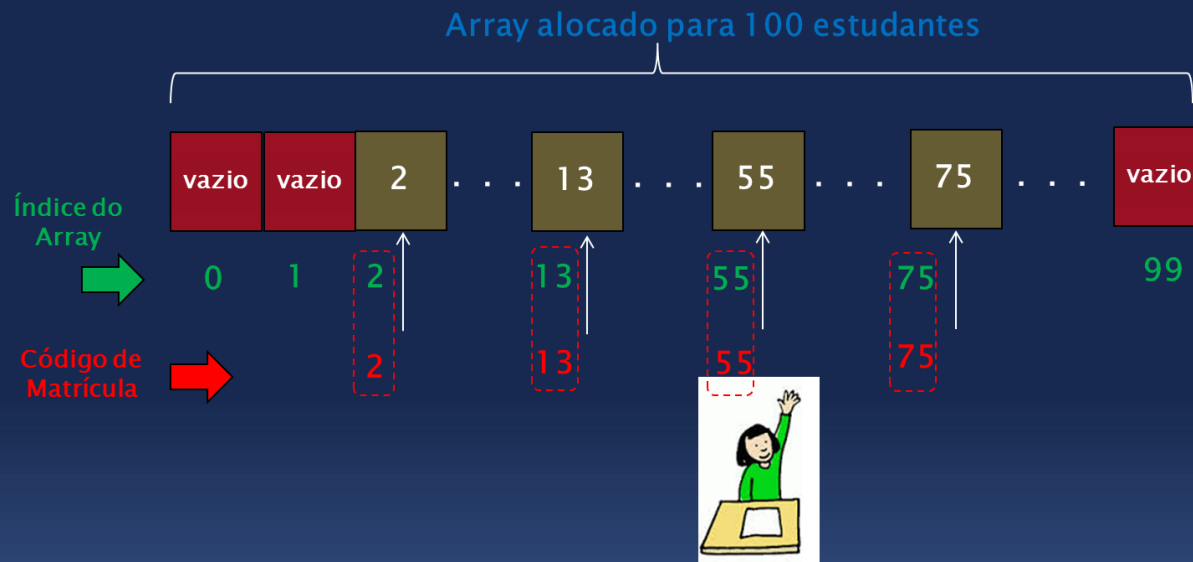 Array alocado para 100 estudantes
vazio vazio 2 . . . 13 . . . 55 . . . 75 . . . vazio
Índice do
Array
0 1 2 13 55 75 99
Código de
Matrícula
2 13 55 75